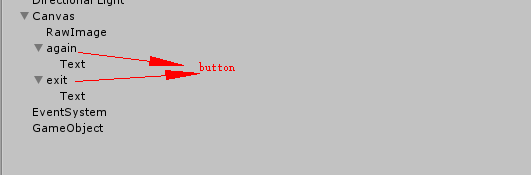 Directional Light
Canvas
RawImage
again
Text
button
exit
Text
EventSystem
GameObject